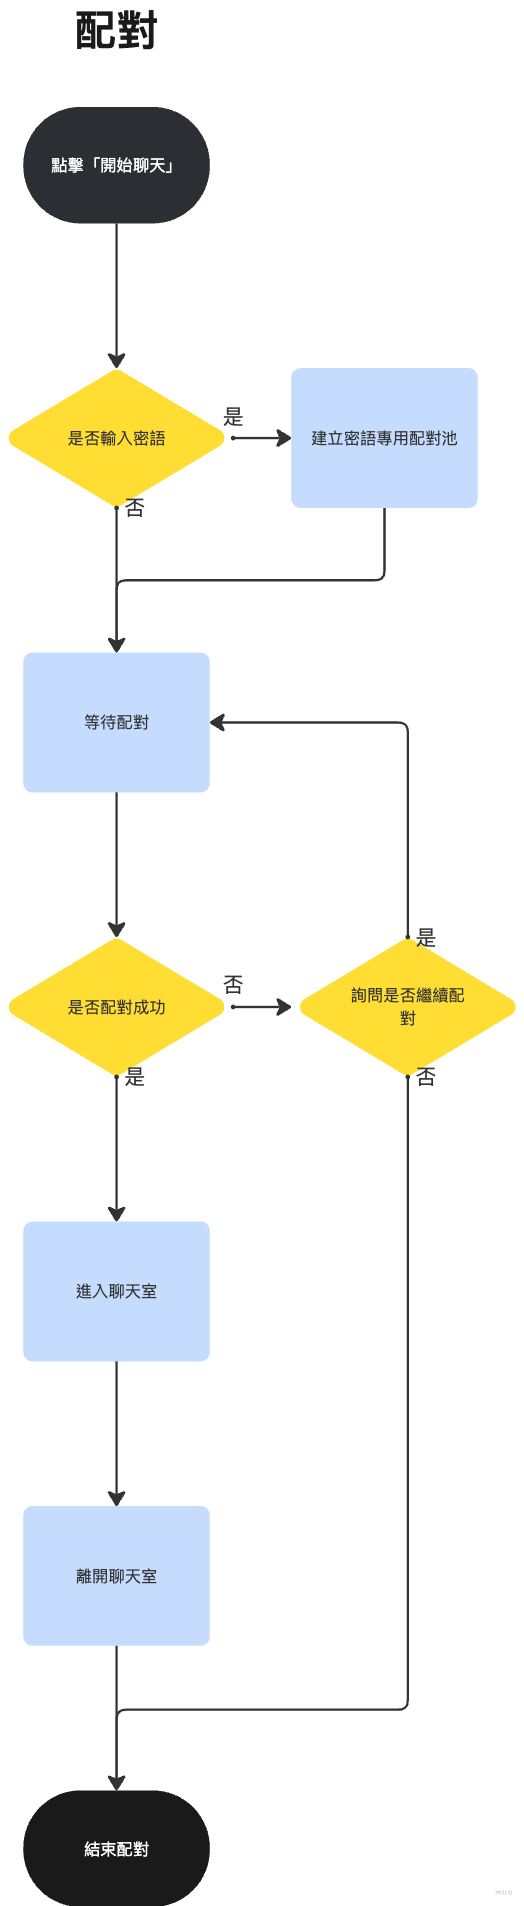 配對
點擊「開始聊天」
是否輸入密語
是
建立密語專用配對池
否
等待配對
是否配對成功
否
是
詢問是否繼續配
對
是
否
進入聊天室
離開聊天室
結束配對
miro